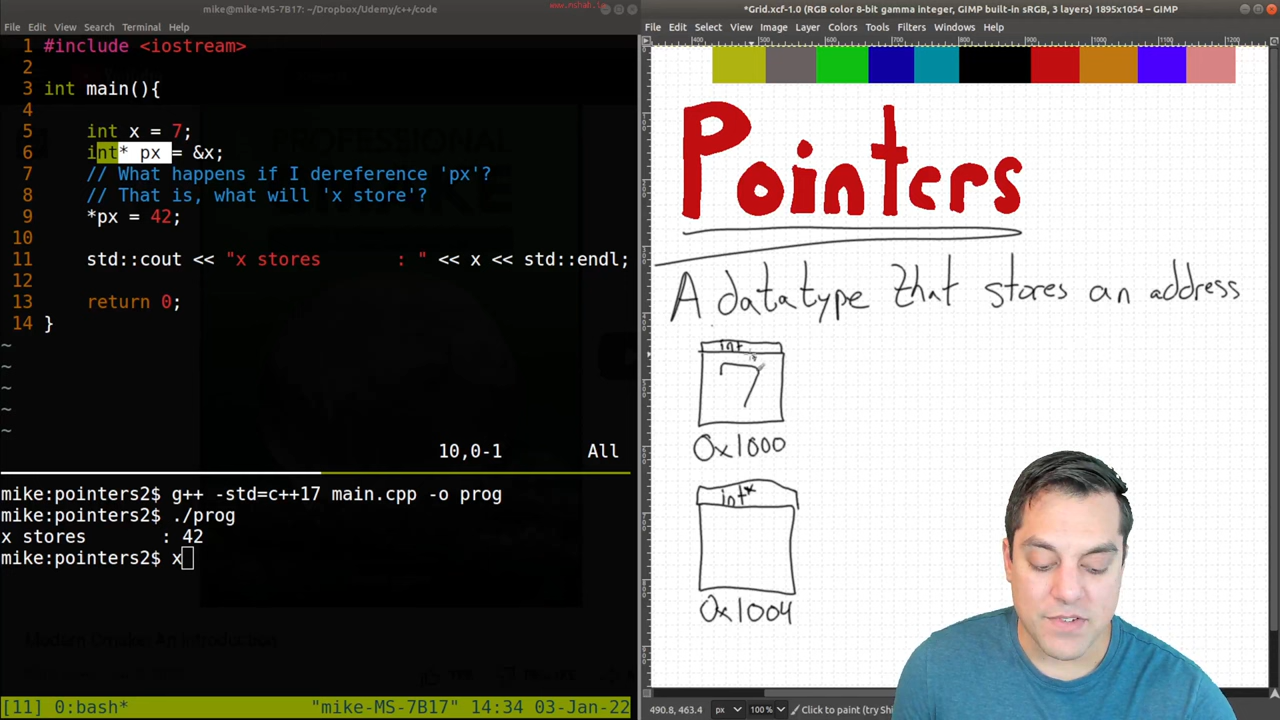 mike@mike-MS-7B17: ~/Dropbox/Udemy/c++/code
File Edit View Search Terminal Help
1 #include <iostream>
2
3 int main(){
4
5 int x = 7;
6 int* px = &x;
7 // What happens if I dereference 'px'?
8 // That is, what will 'x store'?
9 *px = 42;
10
11 std::cout << "x stores       : " << x << std::endl;
12
13 return 0;
14 }
~
~
~
~
~
10,0-1 All
mike:pointers2$ g++ -std=c++17 main.cpp -o prog
mike:pointers2$ ./prog
x stores       : 42
mike:pointers2$ x
Modern Cmake: An Introduction
[11] 0:bash* "mike-MS-7B17" 14:34 03-Jan-22
*Grid.xcf-1.0 (RGB color 8-bit gamma integer, GIMP built-in sRGB, 3 layers) 1895x1054 – GIMP
File Edit Select View Image Layer Colors Tools Filters Windows Help
Pointers
A datatype that stores an address
int
7
0x1000
int*
0x1004
490.8, 463.4 px 100% Click to paint (try Shi